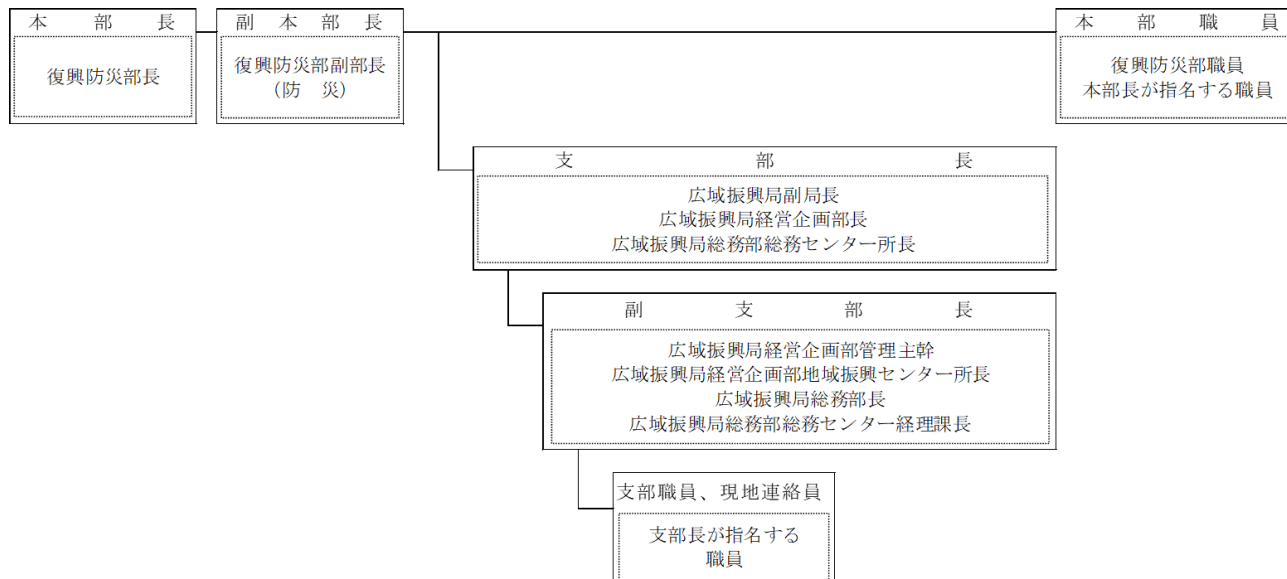 本部長
復興防災部長
副本部長
復興防災部副部長
（防　災）
本部職員
復興防災部職員
本部長が指名する職員
支部長
広域振興局副局長
広域振興局経営企画部長
広域振興局総務部総務センター所長
副支部長
広域振興局経営企画部管理主幹
広域振興局経営企画部地域振興センター所長
広域振興局総務部長
広域振興局総務部総務センター経理課長
支部職員、現地連絡員
支部長が指名する
職員